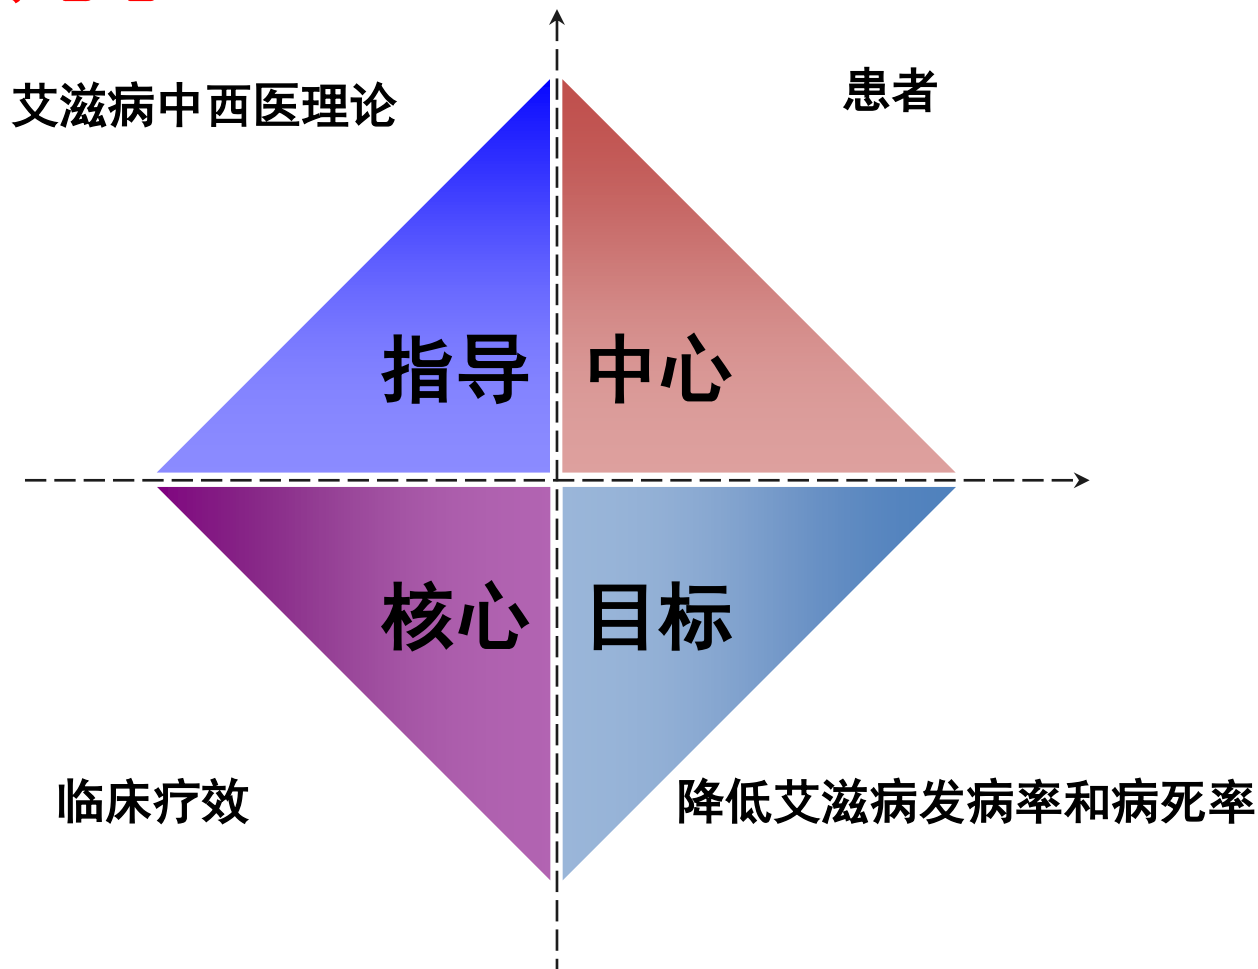 艾滋病中西医理论
患者
指导
中心
核心
目标
临床疗效
降低艾滋病发病率和病死率